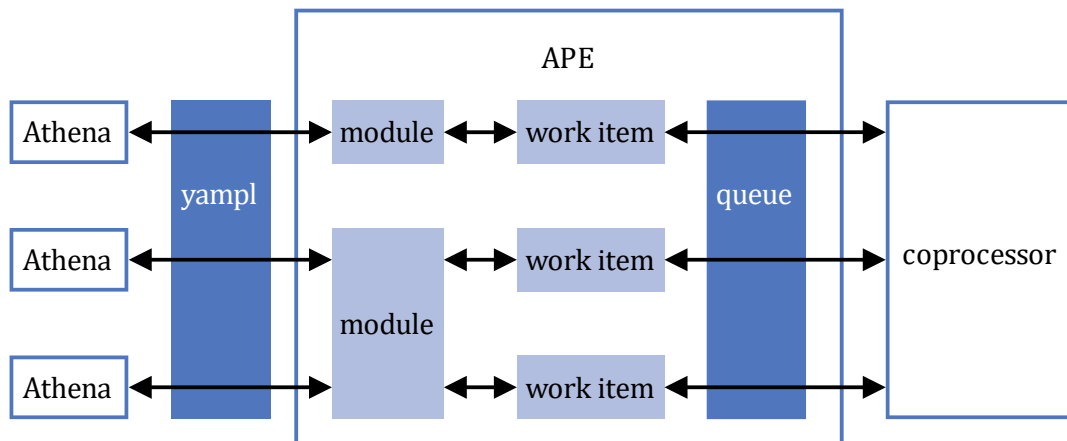 APE
Athena
module
work item
yampl
queue
Athena
work item
coprocessor
module
Athena
work item